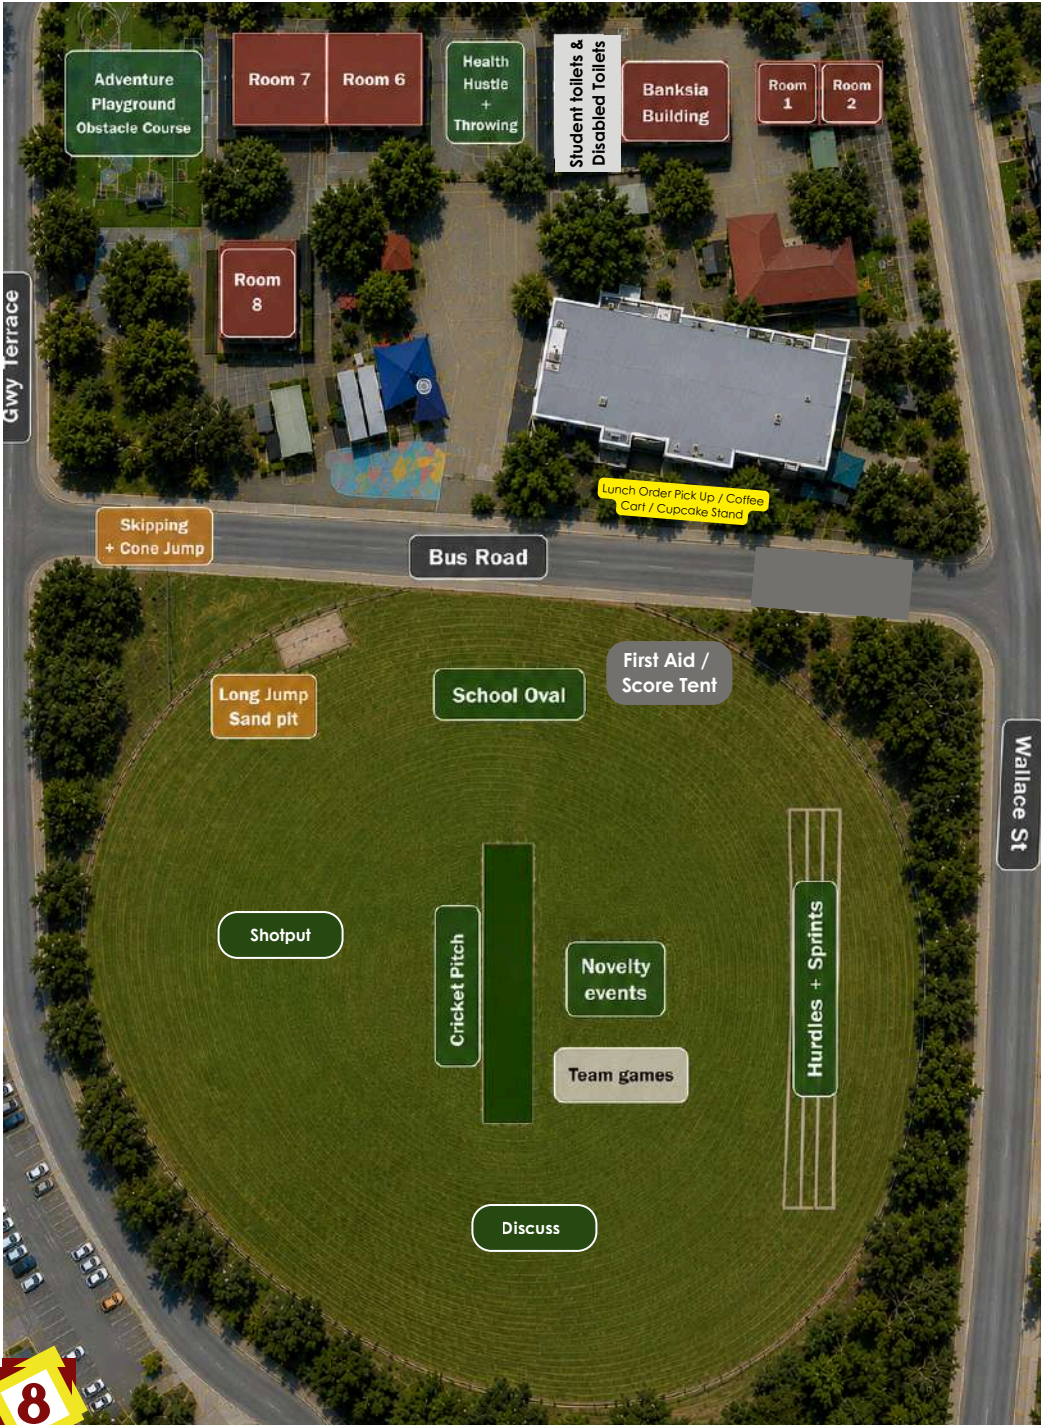 Adventure
Playground
Obstacle Course
Room 7
Room 6
Health
Hustle
+
Throwing
Student toilets &
Disabled Toilets
Banksia
Building
Room
1
Room
2
Room
8
Gwy Terrace
Lunch Order Pick Up / Coffee
Cart / Cupcake Stand
Skipping
+ Cone Jump
Bus Road
First Aid /
Score Tent
Long Jump
Sand pit
School Oval
Wallace St
Shotput
Cricket Pitch
Novelty
events
Hurdles + Sprints
Team games
Discuss
8